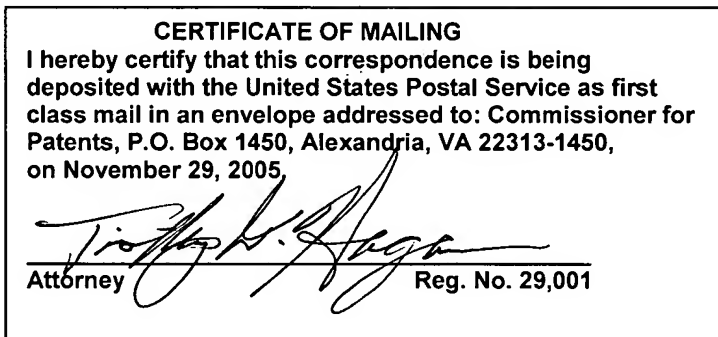 CERTIFICATE OF MAILING
I hereby certify that this correspondence is being
deposited with the United States Postal Service as first
class mail in an envelope addressed to: Commissioner for
Patents, P.O. Box 1450, Alexandria, VA 22313-1450,
on November 29, 2005,
Timothy W. Hagan
Attorney Reg. No. 29,001